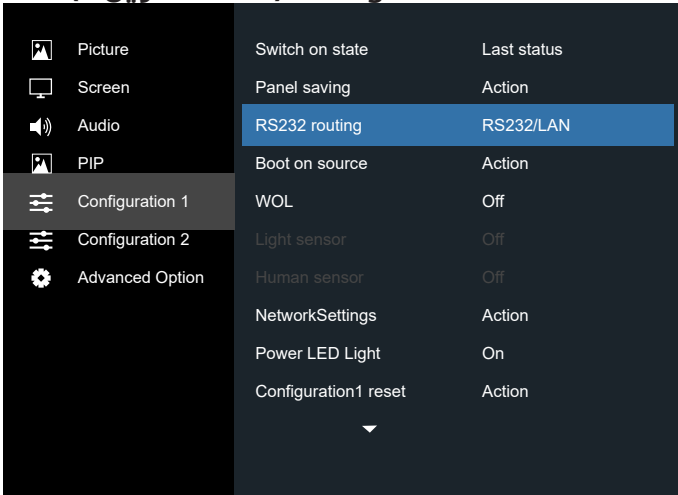 Picture
Screen
Audio
PIP
Configuration 1
Configuration 2
Advanced Option
Switch on state Last status
Panel saving Action
RS232 routing RS232/LAN
Boot on source Action
WOL Off
Light sensor Off
Human sensor Off
NetworkSettings Action
Power LED Light On
Configuration1 reset Action